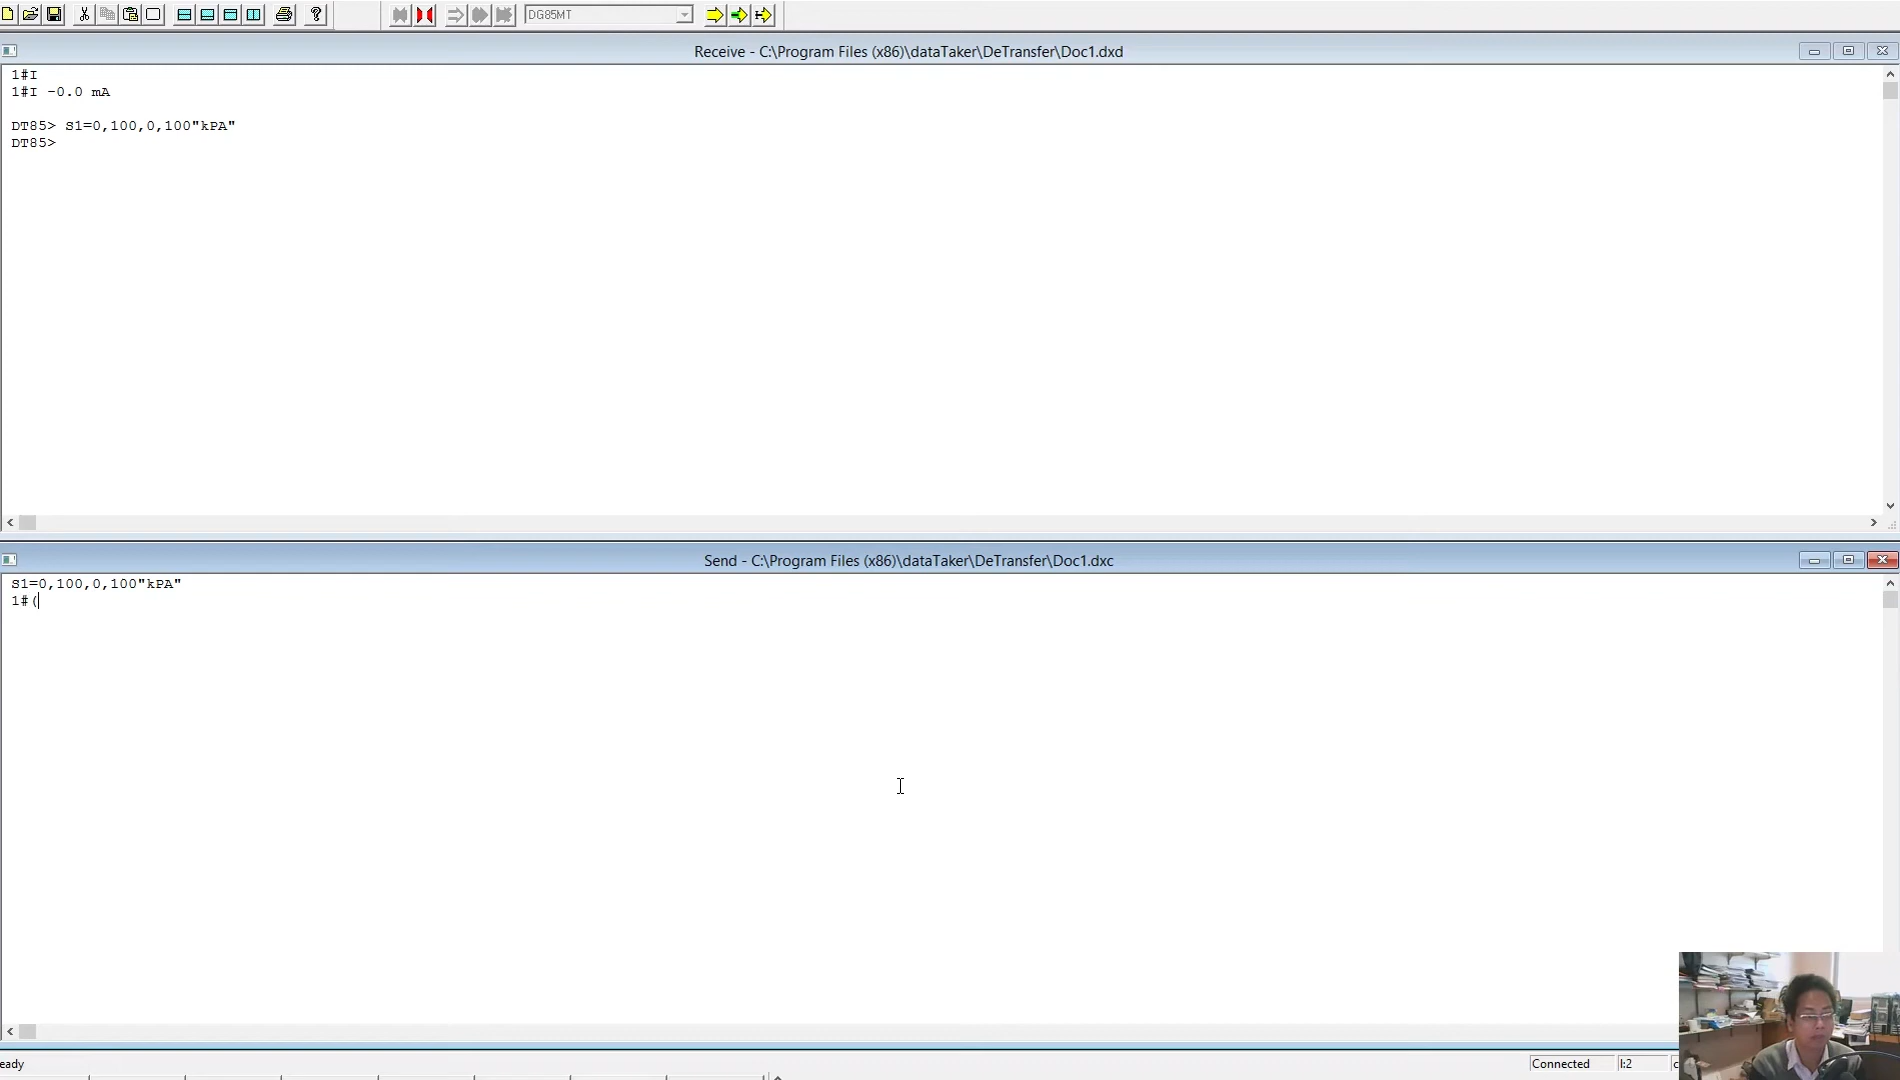 DG85MT
Receive - C:\Program Files (x86)\dataTaker\DeTransfer\Doc1.dxd
1#I
1#I -0.0 mA
DT85> S1=0,100,0,100"kPA"
DT85>
Send - C:\Program Files (x86)\dataTaker\DeTransfer\Doc1.dxc
S1=0,100,0,100"kPA"
1#(
eady
Connected
l:2
c